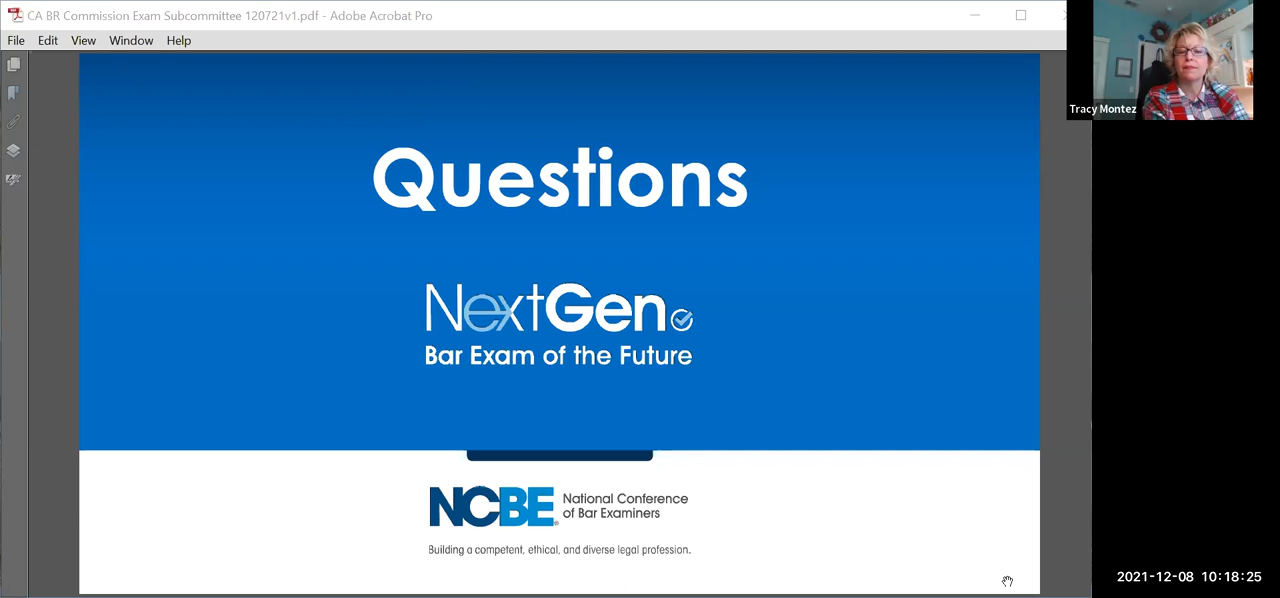 CA BR Commission Exam Subcommittee 120721v1.pdf - Adobe Acrobat Pro
File Edit View Window Help
Tracy Montez
Questions
NextGen
Bar Exam of the Future
NCBE National Conference
of Bar Examiners
Building a competent, ethical, and diverse legal profession.
2021-12-08 10:18:25